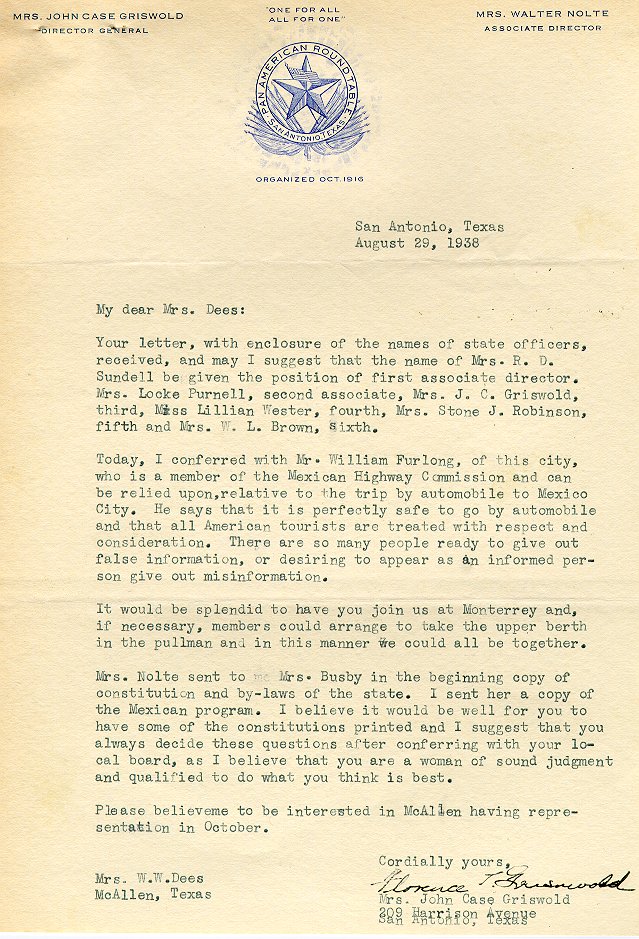 MRS. JOHN CASE GRISWOLD
DIRECTOR GENERAL
"ONE FOR ALL
ALL FOR ONE"
MRS. WALTER NOLTE
ASSOCIATE DIRECTOR
PAN AMERICAN ROUND TABLE
SAN ANTONIO, TEXAS
ORGANIZED OCT. 1916
San Antonio, Texas
August 29, 1938
My dear Mrs. Dees:
Your letter, with enclosure of the names of state officers,
received, and may I suggest that the name of Mrs. R. D.
Sundell be given the position of first associate director.
Mrs. Locke Purnell, second associate, Mrs. J. C. Griswold,
third, Miss Lillian Wester, fourth, Mrs. Stone J. Robinson,
fifth and Mrs. W. L. Brown, sixth.
Today, I conferred with Mr. William Furlong, of this city,
who is a member of the Mexican Highway Commission and can
be relied upon,relative to the trip by automobile to Mexico
City. He says that it is perfectly safe to go by automobile
and that all American tourists are treated with respect and
consideration. There are so many people ready to give out
false information, or desiring to appear as an informed per-
son give out misinformation.
It would be splendid to have you join us at Monterrey and,
if necessary, members could arrange to take the upper berth
in the pullman and in this manner we could all be together.
Mrs. Nolte sent to me Mrs. Busby in the beginning copy of
constitution and by-laws of the state. I sent her a copy of
the Mexican program. I believe it would be well for you to
have some of the constitutions printed and I suggest that you
always decide these questions after conferring with your lo-
cal board, as I believe that you are a woman of sound judgment
and qualified to do what you think is best.
Please believeme to be interested in McAllen having repre-
sentation in October.
Cordially yours,
Florence T. Griswold
Mrs. John Case Griswold
209 Harrison Avenue
San Antonio, Texas
Mrs. W.W.Dees
McAllen, Texas